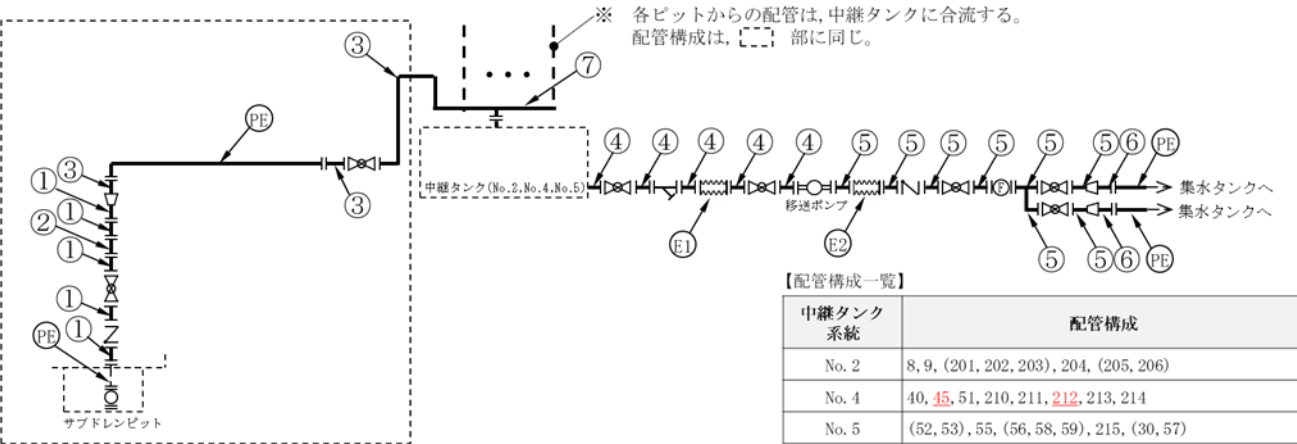 ※ 各ピットからの配管は,中継タンクに合流する。
配管構成は, 部に同じ。
③
⑦
PE
③
①
①
②
①
①
①
③
PE
サブドレンピット
中継タンク(No.2,No.4,No.5)
④ ④ ④ ④ ④ ⑤ ⑤ ⑤ ⑤ ⑤ ⑤ ⑥ PE
F
集水タンクへ
移送ポンプ
集水タンクへ
E1 E2 ⑤ ⑤ ⑥ PE
【配管構成一覧】
中継タンク
系統
配管構成
No. 2 8, 9, (201, 202, 203), 204, (205, 206)
No. 4 40, 45, 51, 210, 211, 212, 213, 214
No. 5 (52, 53), 55, (56, 58, 59), 215, (30, 57)